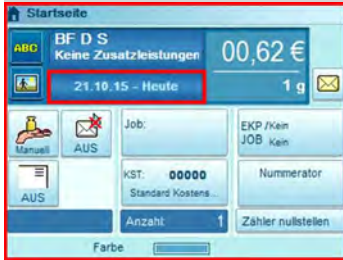 Startseite
ABC
BF D S
Keine Zusatzleistungen
00,62 €
21.10.15 - Heute
1 g
Manuell
AUS
Job:
EKP /Kein
JOB Kein
AUS
KST: 00000
Standard Kostens...
Nummerator
Anzahl: 1
Zähler nullstellen
Farbe